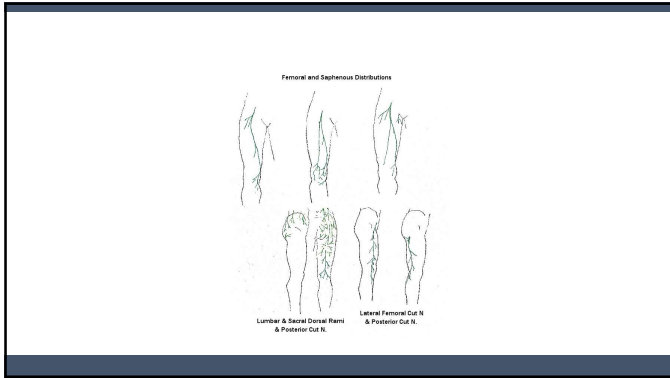 Femoral and Saphenous Distributions
Lumbar & Sacral Dorsal Rami
& Posterior Cut N.
Lateral Femoral Cut N
& Posterior Cut N.